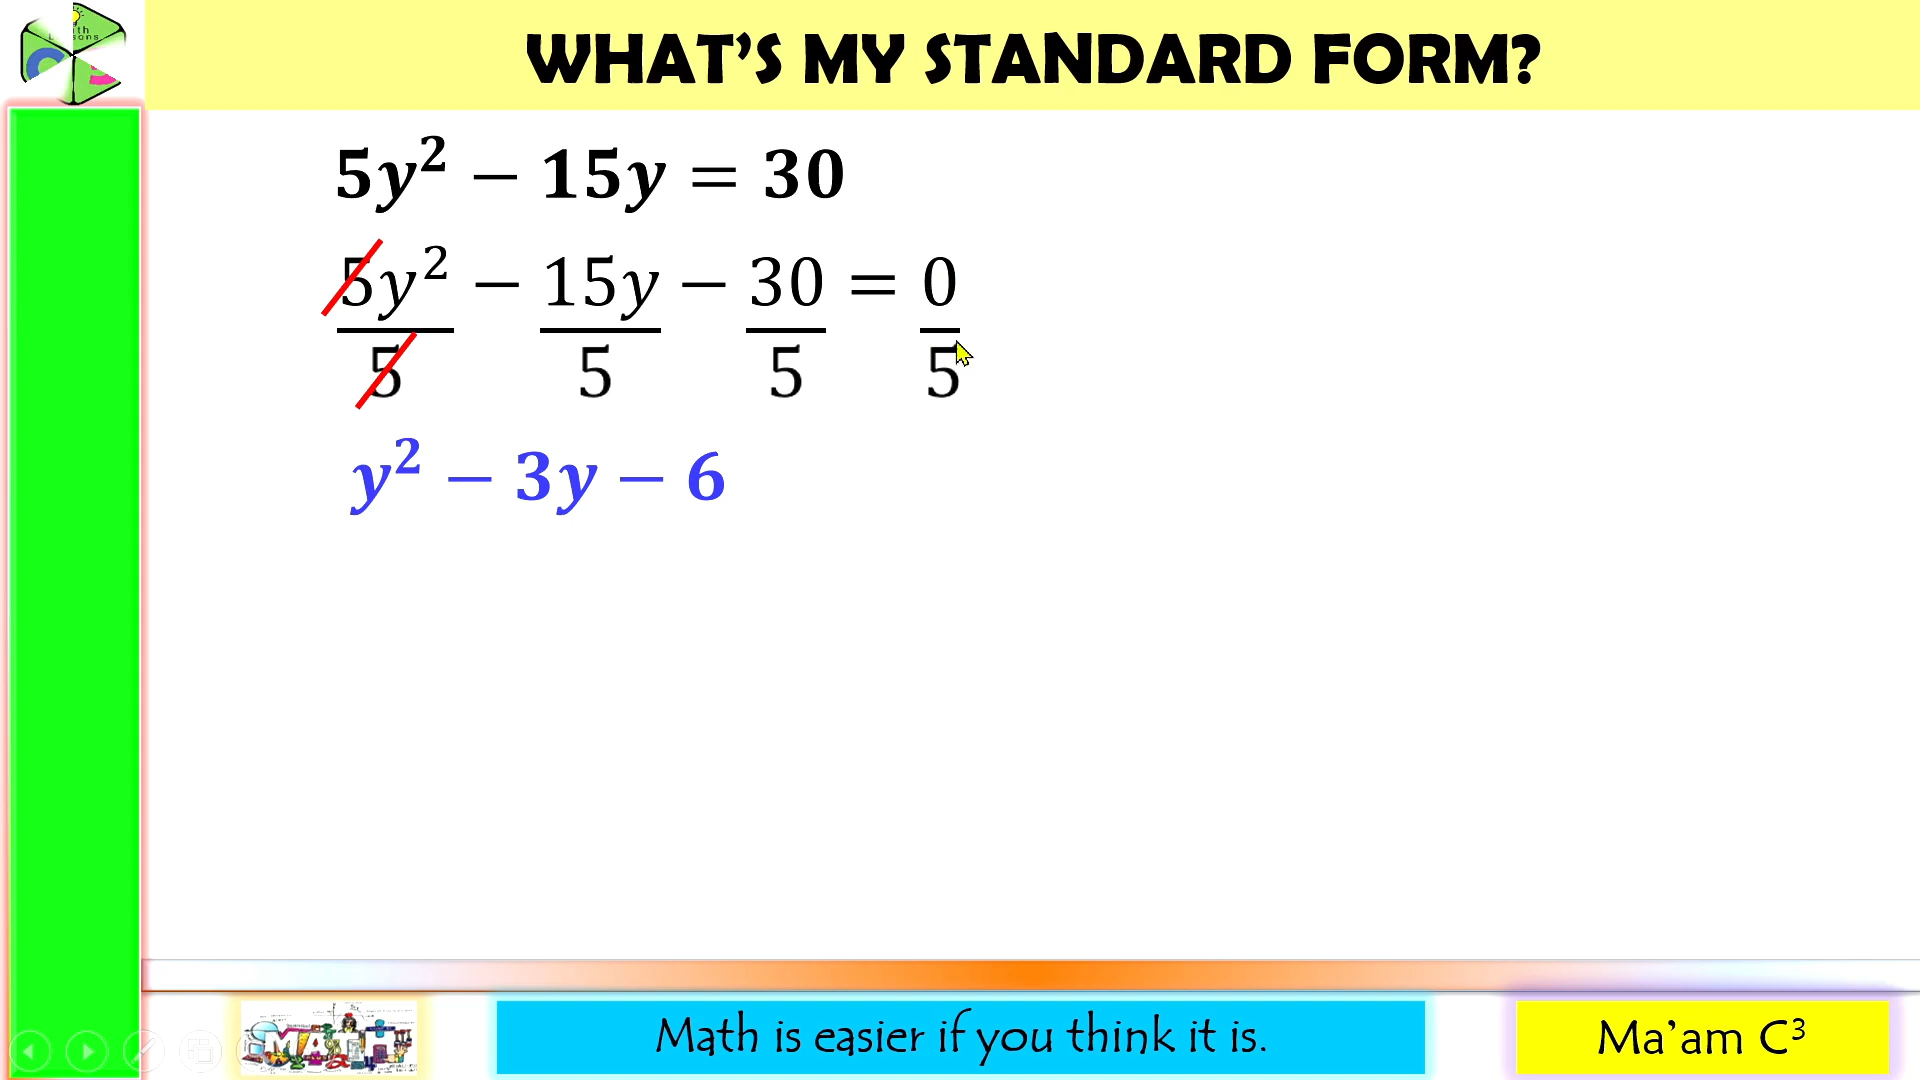 WHAT'S MY STANDARD FORM?
5y² − 15y = 30
5y² − 15y − 30 = 0
5 5 5 5
y² − 3y − 6
MATH
Math is easier if you think it is.
Ma'am C³